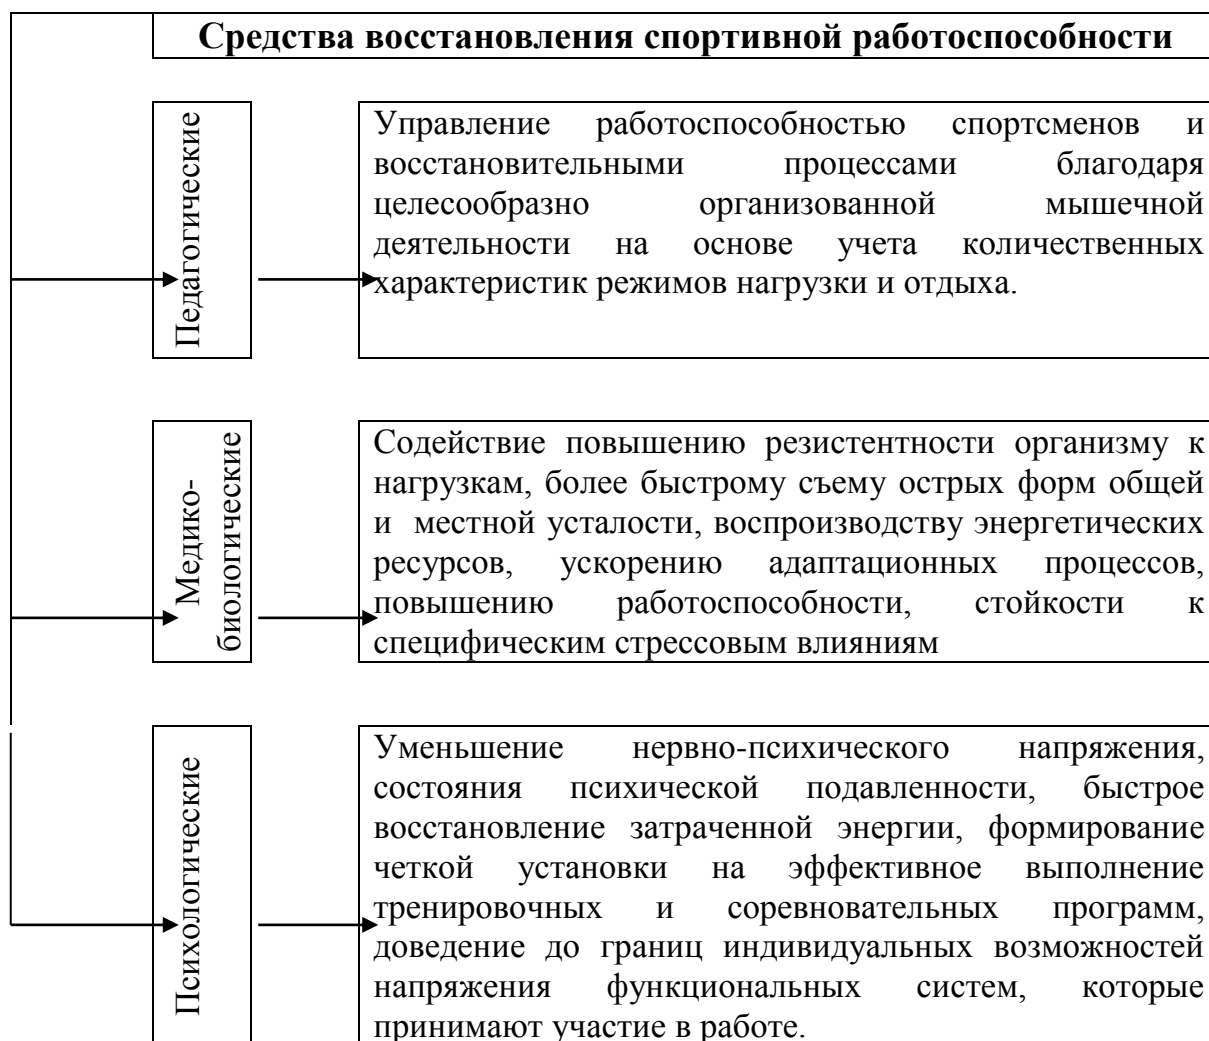 Средства восстановления спортивной работоспособности
Педагогические
Управление работоспособностью спортсменов и
восстановительными процессами благодаря
целесообразно организованной мышечной
деятельности на основе учета количественных
характеристик режимов нагрузки и отдыха.
Медико-
биологические
Содействие повышению резистентности организму к
нагрузкам, более быстрому съему острых форм общей
и местной усталости, воспроизводству энергетических
ресурсов, ускорению адаптационных процессов,
повышению работоспособности, стойкости к
специфическим стрессовым влияниям
Психологические
Уменьшение нервно-психического напряжения,
состояния психической подавленности, быстрое
восстановление затраченной энергии, формирование
четкой установки на эффективное выполнение
тренировочных и соревновательных программ,
доведение до границ индивидуальных возможностей
напряжения функциональных систем, которые
принимают участие в работе.